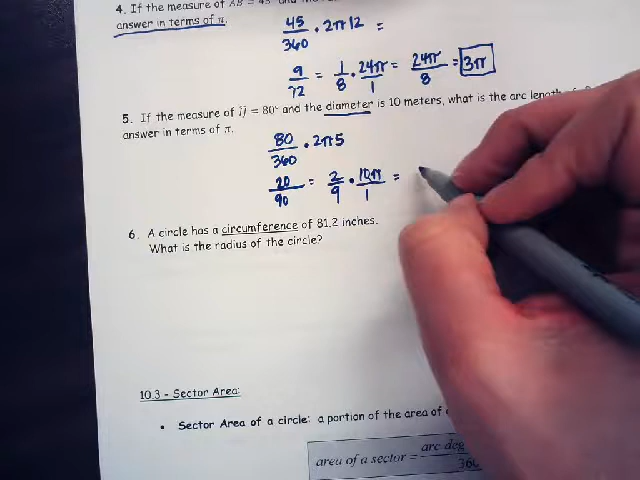 4. If the measure of AB = 45
answer in terms of π.
45/360 · 2π12 =
9/72 = 1/8 · 24π/1 = 24π/8 = 3π
5. If the measure of IJ = 80° and the diameter is 10 meters, what is the arc length of
answer in terms of π.
80/360 · 2π5
20/90 = 2/9 · 10π/1 =
6. A circle has a circumference of 81.2 inches.
What is the radius of the circle?
10.3 - Sector Area:
• Sector Area of a circle: a portion of the area of
area of a sector = arc deg/360